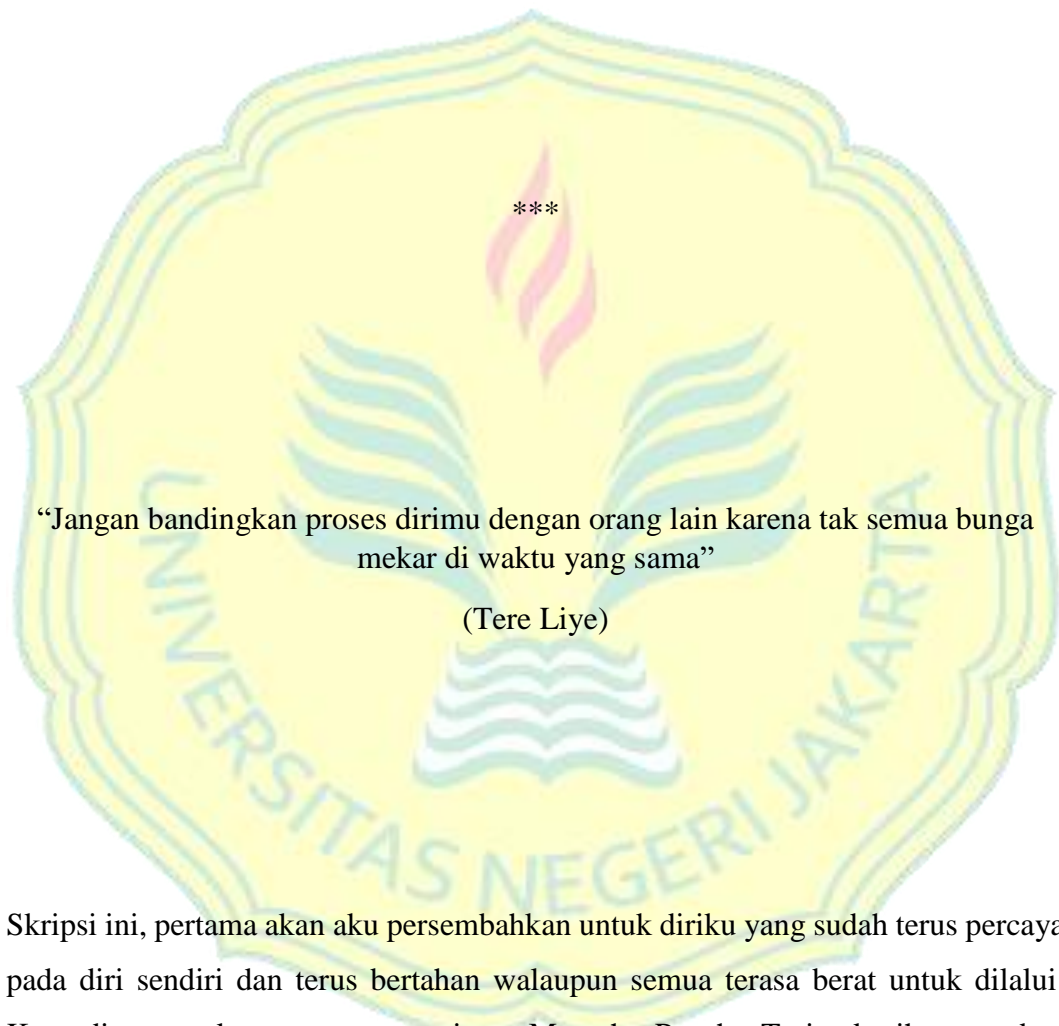 ***
“Jangan bandingkan proses dirimu dengan orang lain karena tak semua bunga
mekar di waktu yang sama”
(Tere Liye)
UNIVERSITAS NEGERI JAKARTA
Skripsi ini, pertama akan aku persembahkan untuk diriku yang sudah terus percaya
pada diri sendiri dan terus bertahan walaupun semua terasa berat untuk dilalui